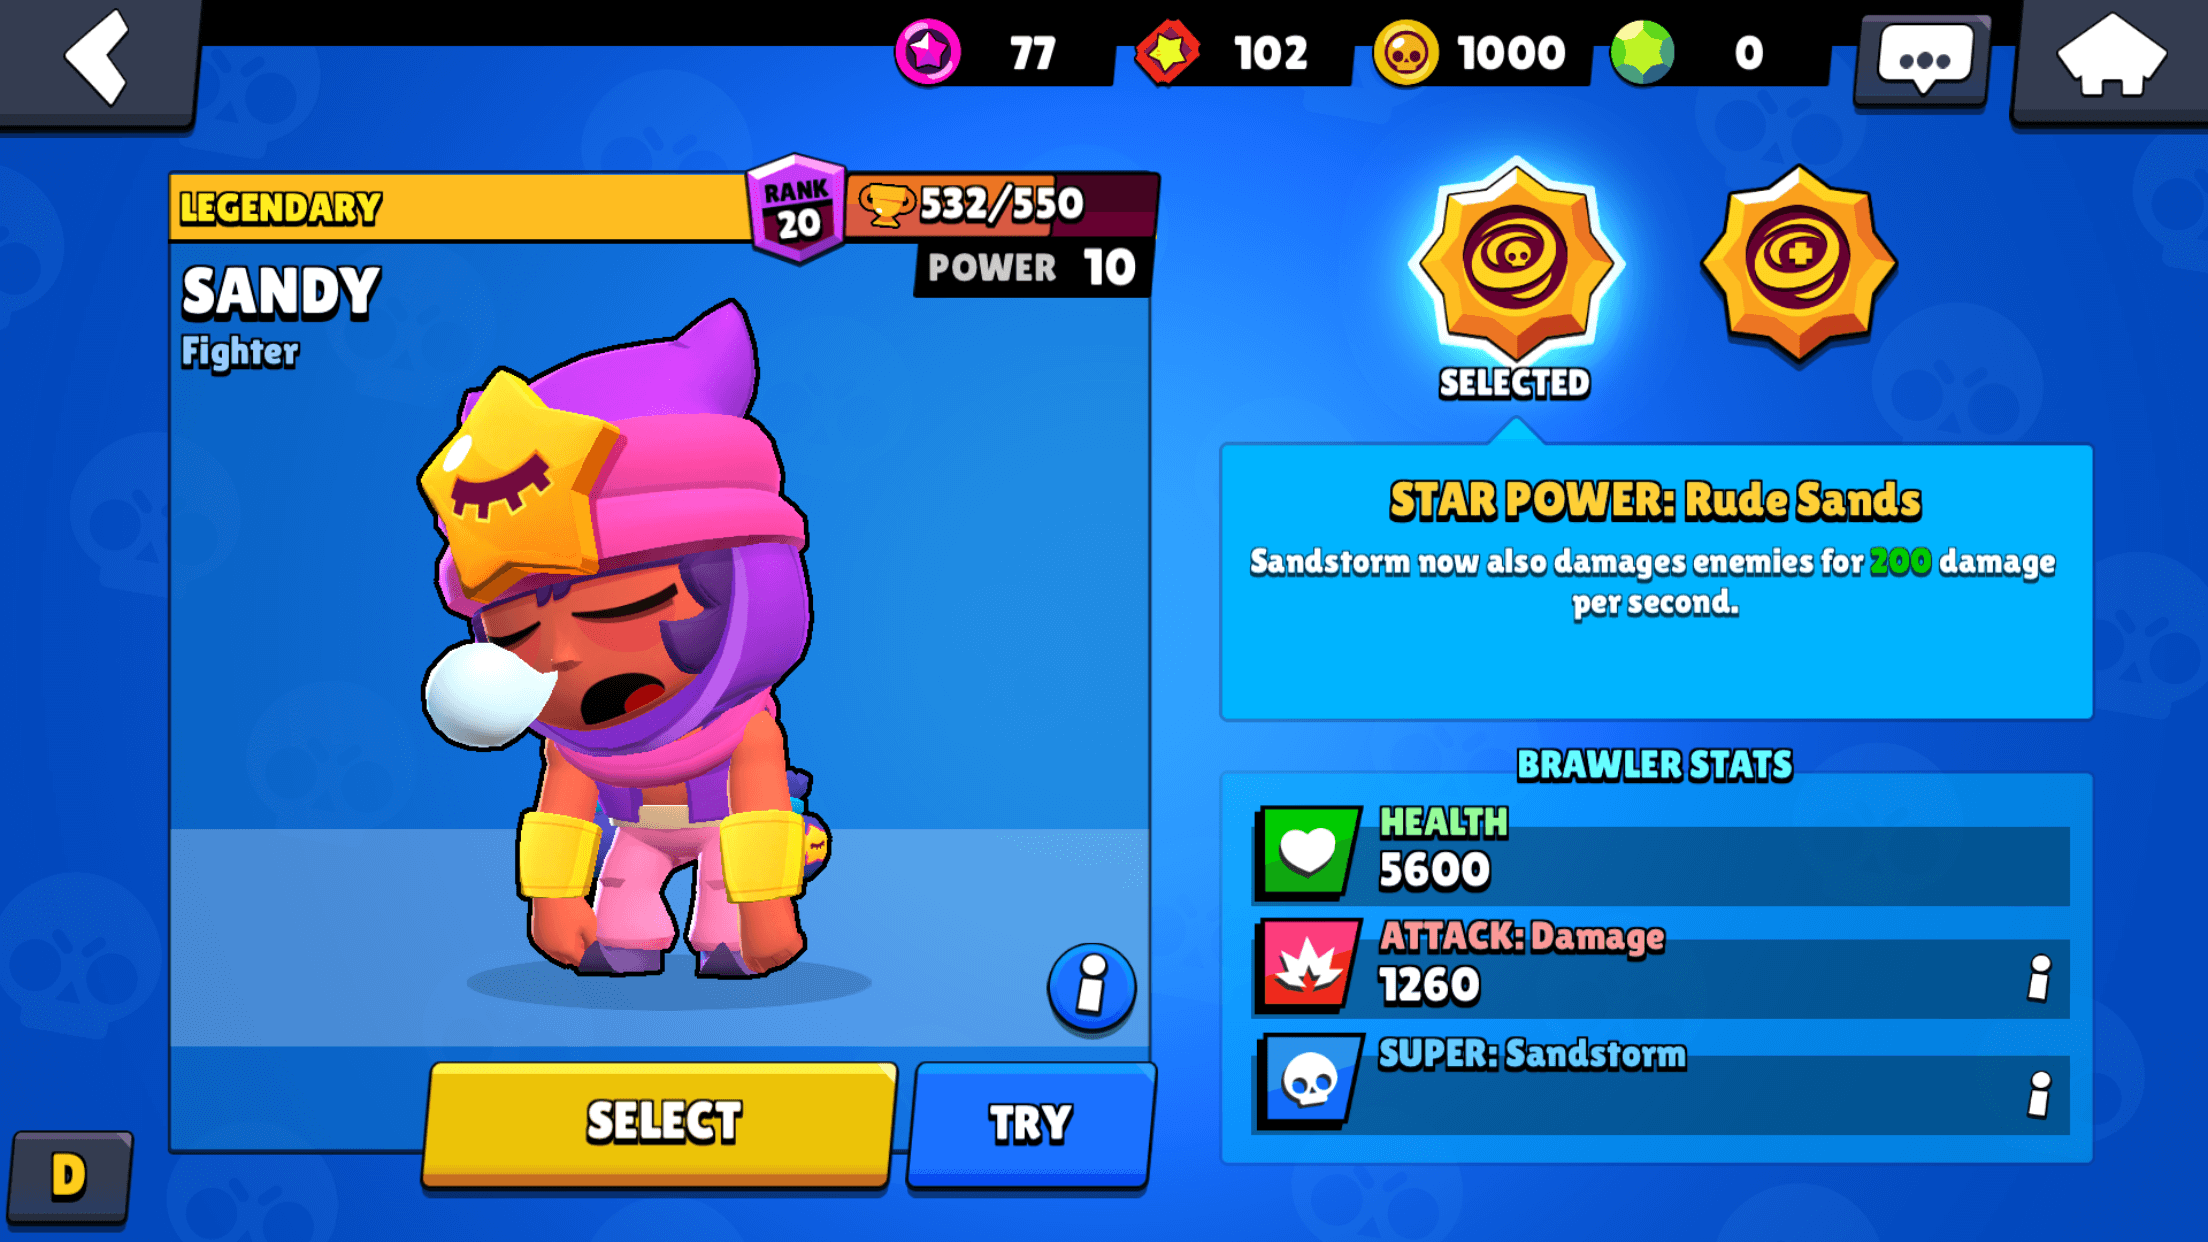 77
102
1000
0
LEGENDARY
RANK
20
532/550
POWER 10
SANDY
Fighter
SELECTED
STAR POWER: Rude Sands
Sandstorm now also damages enemies for 200 damage
per second.
BRAWLER STATS
HEALTH
5600
ATTACK: Damage
1260
SUPER: Sandstorm
SELECT
TRY
D